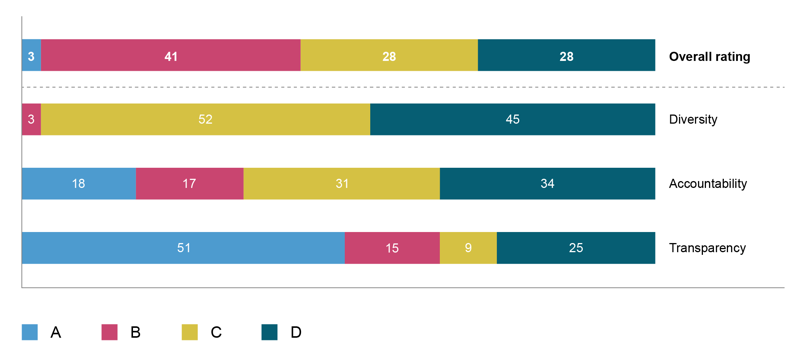 3 41 28 28 Overall rating
3 52 45 Diversity
18 17 31 34 Accountability
51 15 9 25 Transparency
A B C D